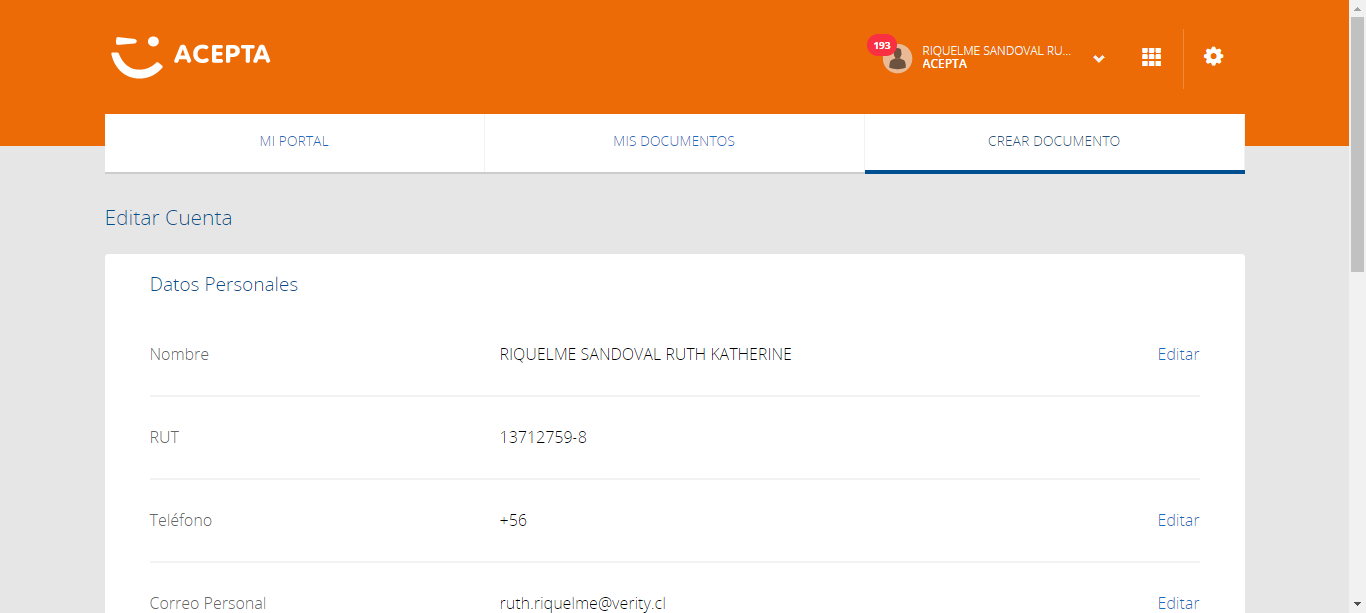 ACEPTA
193
RIQUELME SANDOVAL RU...
ACEPTA
MI PORTAL
MIS DOCUMENTOS
CREAR DOCUMENTO
Editar Cuenta
Datos Personales
Nombre RIQUELME SANDOVAL RUTH KATHERINE Editar
RUT 13712759-8
Teléfono +56 Editar
Correo Personal ruth.riquelme@verity.cl Editar